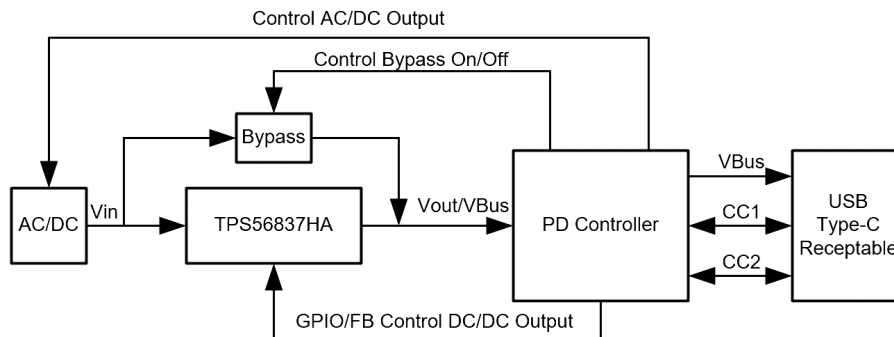 Control AC/DC Output
Control Bypass On/Off
Bypass
VBus
AC/DC
Vin
TPS56837HA
Vout/VBus
PD Controller
CC1
CC2
USB
Type-C
Receptable
GPIO/FB Control DC/DC Output